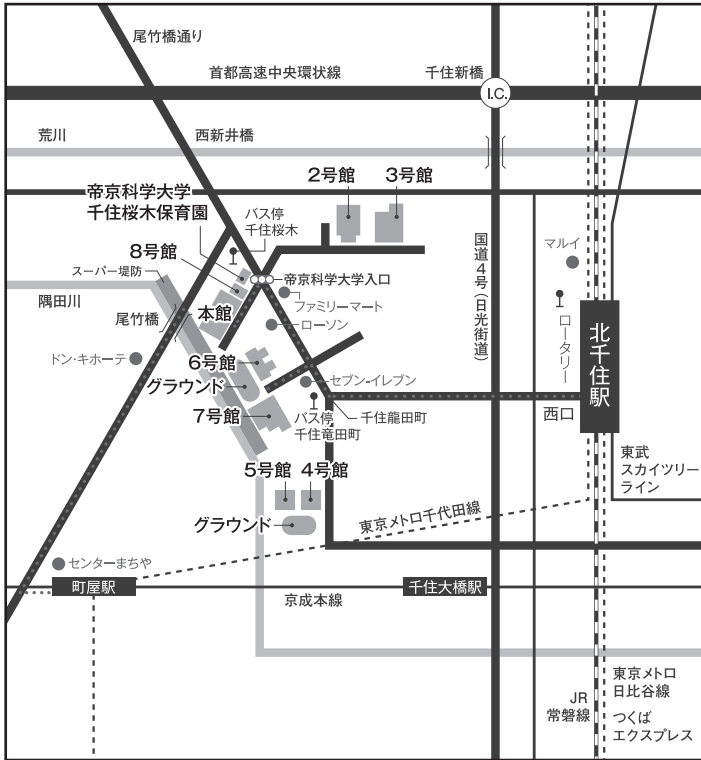 尾竹橋通り
首都高速中央環状線
千住新橋
I.C.
荒川
西新井橋
2号館
3号館
帝京科学大学
千住桜木保育園
バス停
千住桜木
8号館
スーパー堤防
帝京科学大学入口
国道4号(日光街道)
マルイ
隅田川
本館
ファミリーマート
尾竹橋
ローソン
ロータリー
北千住駅
ドン・キホーテ
6号館
グラウンド
セブン-イレブン
7号館
バス停
千住竜田町
千住龍田町
西口
東武
スカイツリー
ライン
5号館
4号館
グラウンド
東京メトロ千代田線
センターまちや
町屋駅
京成本線
千住大橋駅
JR
常磐線
東京メトロ
日比谷線
つくば
エクスプレス